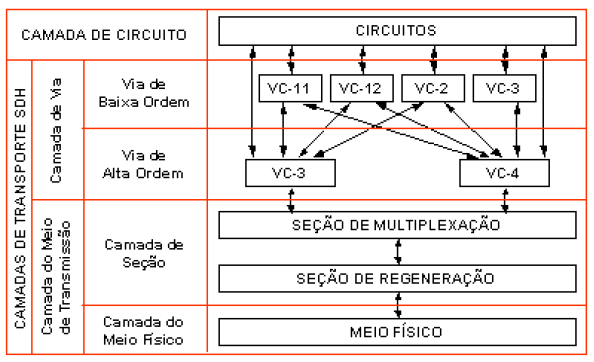 CAMADA DE CIRCUITO
CIRCUITOS
CAMADAS DE TRANSPORTE SDH
Camada de Via
Via de
Baixa Ordem
VC-11
VC-12
VC-2
VC-3
Via de
Alta Ordem
VC-3
VC-4
Camada do Meio
de Transmissão
Camada de
Seção
SEÇÃO DE MULTIPLEXAÇÃO
SEÇÃO DE REGENERAÇÃO
Camada do
Meio Físico
MEIO FÍSICO